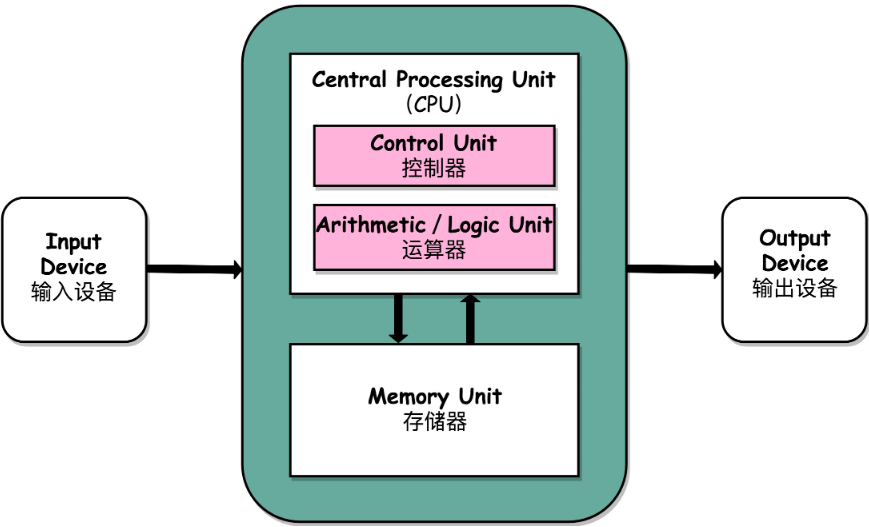 Central Processing Unit
(CPU)
Control Unit
控制器
Arithmetic / Logic Unit
运算器
Input
Device
输入设备
Output
Device
输出设备
Memory Unit
存储器